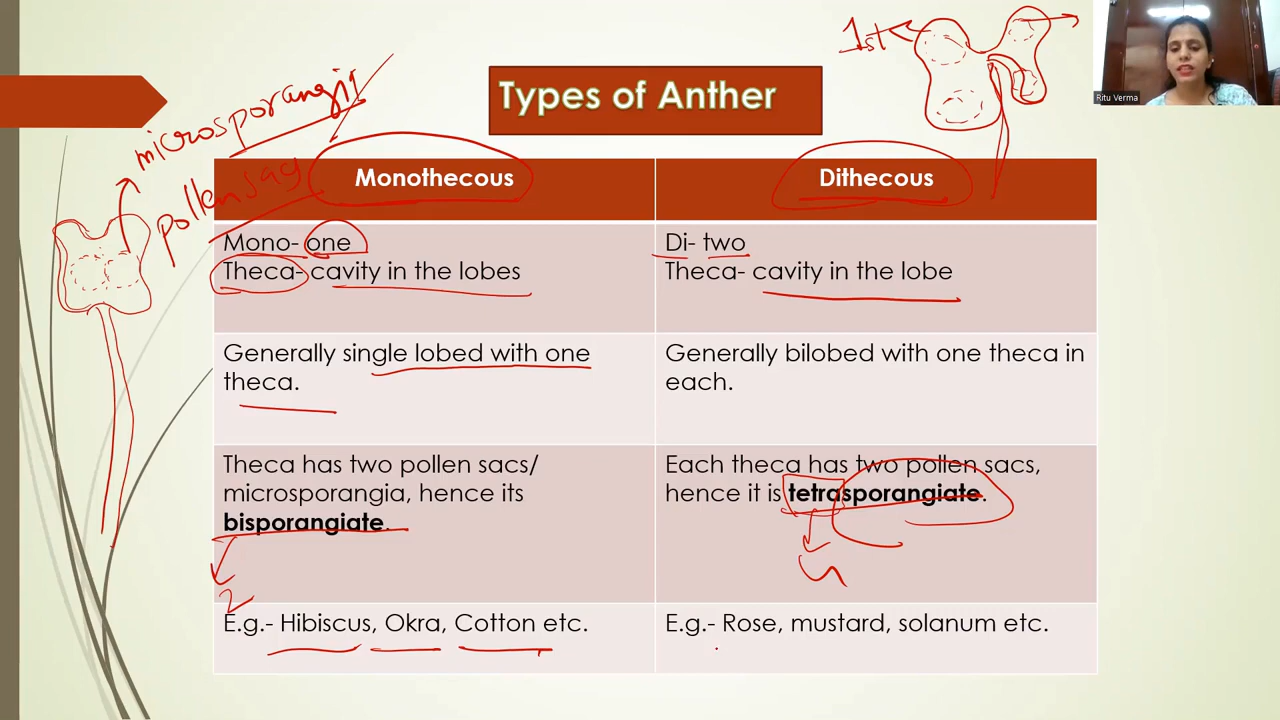 1st
Ritu Verma
Types of Anther
microsporangia
pollen sac
Monothecous
Dithecous
Mono- one
Theca- cavity in the lobes
Di- two
Theca- cavity in the lobe
Generally single lobed with one
theca.
Generally bilobed with one theca in
each.
Theca has two pollen sacs/
microsporangia, hence its
bisporangiate.
2
Each theca has two pollen sacs,
hence it is tetrasporangiate.
4
E.g.- Hibiscus, Okra, Cotton etc.
E.g.- Rose, mustard, solanum etc.